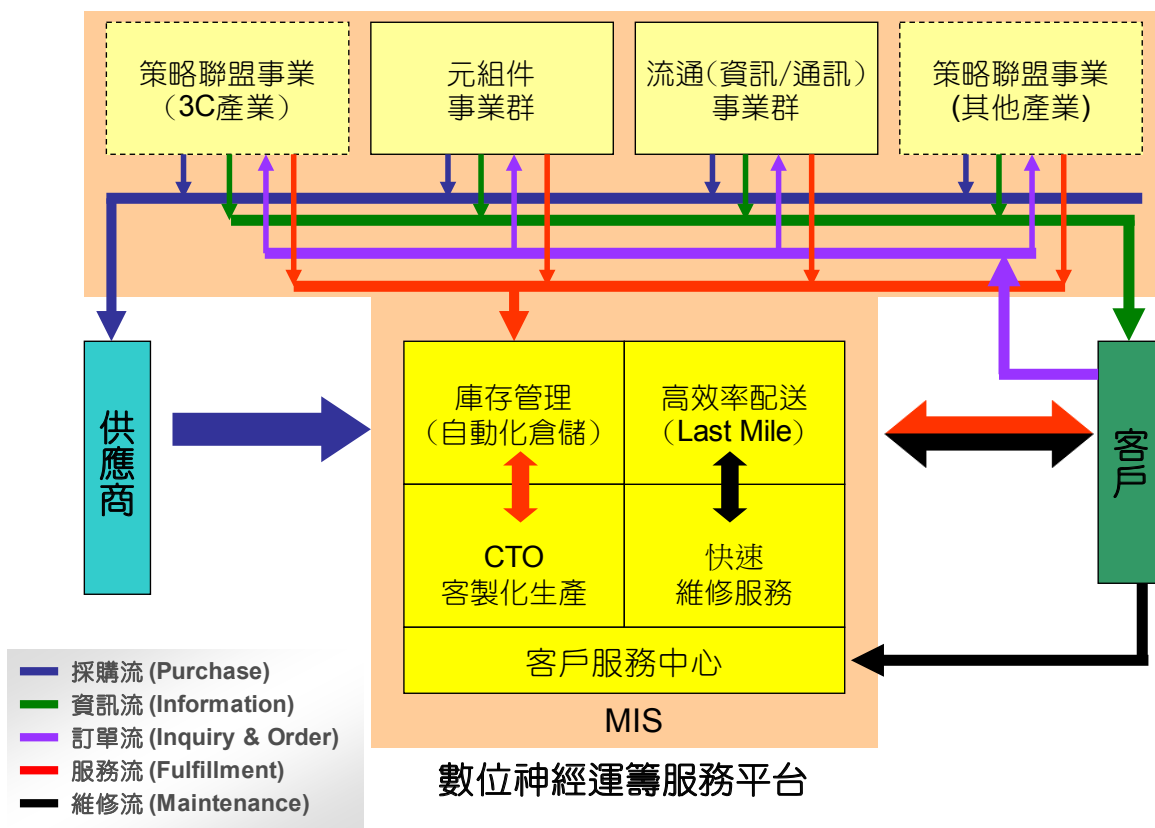 策略聯盟事業
（3C產業）
元組件
事業群
流通(資訊/通訊)
事業群
策略聯盟事業
(其他產業)
供應商
庫存管理
（自動化倉儲）
高效率配送
（Last Mile）
CTO
客製化生產
快速
維修服務
客戶服務中心
MIS
客戶
採購流 (Purchase)
資訊流 (Information)
訂單流 (Inquiry & Order)
服務流 (Fulfillment)
維修流 (Maintenance)
數位神經運籌服務平台